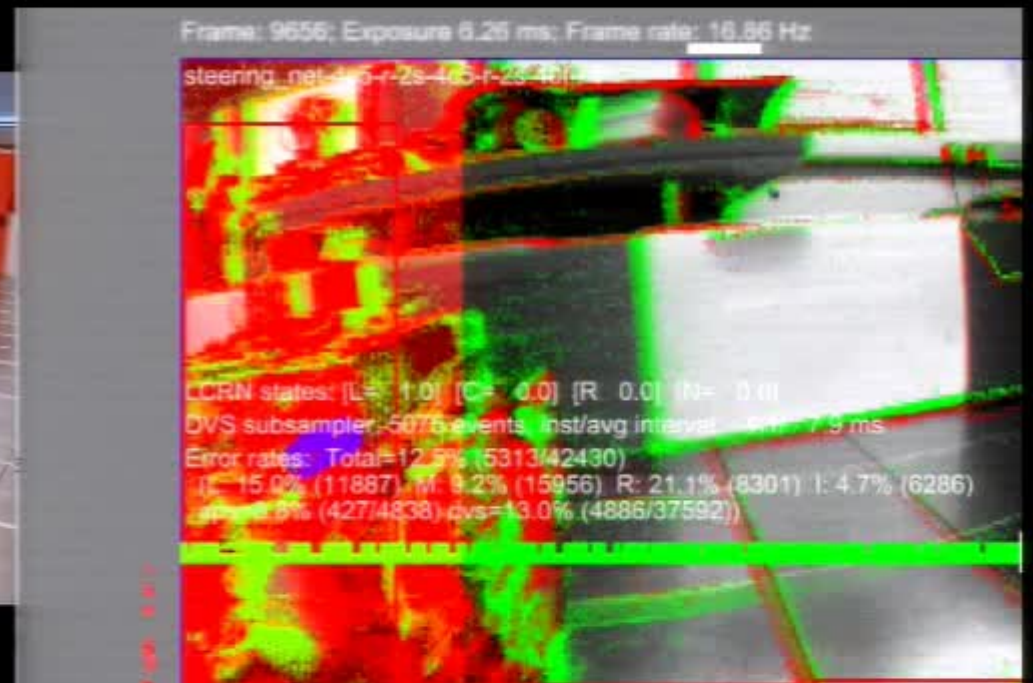 Frame: 9656; Exposure 6.26 ms; Frame rate: 16.86 Hz
LCRN states: [L= 1.0] [C= 0.0] [R 0.0] [N= 0.0]
DVS subsampler: 5076 events, inst/avg interval 7.9 ms
Error rates: Total=12.5% (5313/42430)
15.0% (11887) M: 9.2% (15956) R: 21.1% (8301) I: 4.7% (6286)
(427/4838) dvs=13.0% (4886/37592))